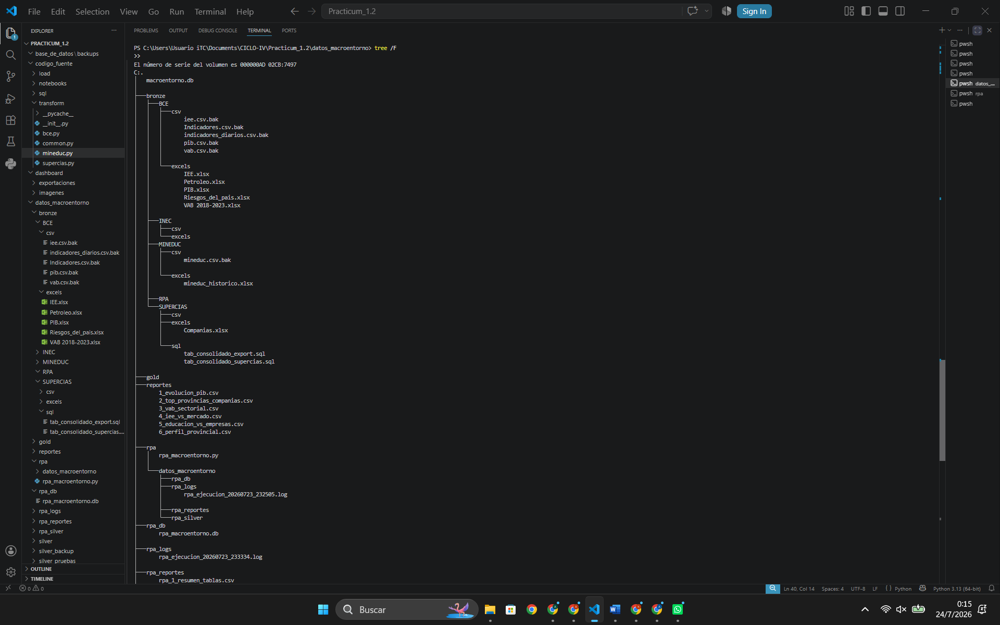 File Edit Selection View Go Run Terminal Help
Practicum_1.2
Sign In
EXPLORER
PRACTICUM_1.2
base_de_datos\backups
codigo_fuente
load
notebooks
sql
transform
__pycache__
__init__.py
bce.py
common.py
mineduc.py
supercias.py
dashboard
exportaciones
imagenes
datos_macroentorno
bronze
BCE
csv
iee.csv.bak
indicadores_diarios.csv.bak
Indicadores.csv.bak
pib.csv.bak
vab.csv.bak
excels
IEE.xlsx
Petroleo.xlsx
PIB.xlsx
Riesgos_del_pais.xlsx
VAB 2018-2023.xlsx
INEC
MINEDUC
RPA
SUPERCIAS
csv
excels
sql
tab_consolidado_export.sql
tab_consolidado_supercias....
gold
reportes
rpa
datos_macroentorno
rpa_macroentorno.py
rpa_db
rpa_macroentorno.db
rpa_logs
rpa_reportes
rpa_silver
silver
silver_backup
silver_pruebas
OUTLINE
TIMELINE
PROBLEMS OUTPUT DEBUG CONSOLE TERMINAL PORTS
PS C:\Users\Usuario iTC\Documents\CICLO-IV\Practicum_1.2\datos_macroentorno> tree /F
>>
El número de serie del volumen es 000000AD 02CB:7497
C:.
macroentorno.db
bronze
BCE
csv
iee.csv.bak
Indicadores.csv.bak
indicadores_diarios.csv.bak
pib.csv.bak
vab.csv.bak
excels
IEE.xlsx
Petroleo.xlsx
PIB.xlsx
Riesgos_del_pais.xlsx
VAB 2018-2023.xlsx
INEC
csv
excels
MINEDUC
csv
mineduc.csv.bak
excels
mineduc_historico.xlsx
RPA
SUPERCIAS
csv
excels
Companias.xlsx
sql
tab_consolidado_export.sql
tab_consolidado_supercias.sql
gold
reportes
1_evolucion_pib.csv
2_top_provincias_companias.csv
3_vab_sectorial.csv
4_iee_vs_mercado.csv
5_educacion_vs_empresas.csv
6_perfil_provincial.csv
rpa
rpa_macroentorno.py
datos_macroentorno
rpa_db
rpa_logs
rpa_ejecucion_20260723_232505.log
rpa_reportes
rpa_silver
rpa_db
rpa_macroentorno.db
rpa_logs
rpa_ejecucion_20260723_233334.log
rpa_reportes
rpa_1_resumen_tablas.csv
pwsh
pwsh
pwsh
pwsh
pwsh datos_...
pwsh rpa
pwsh
0 0
Ln 40, Col 14 Spaces: 4 UTF-8 LF { } Python Python 3.13 (64-bit)
Buscar
0:15
24/7/2026